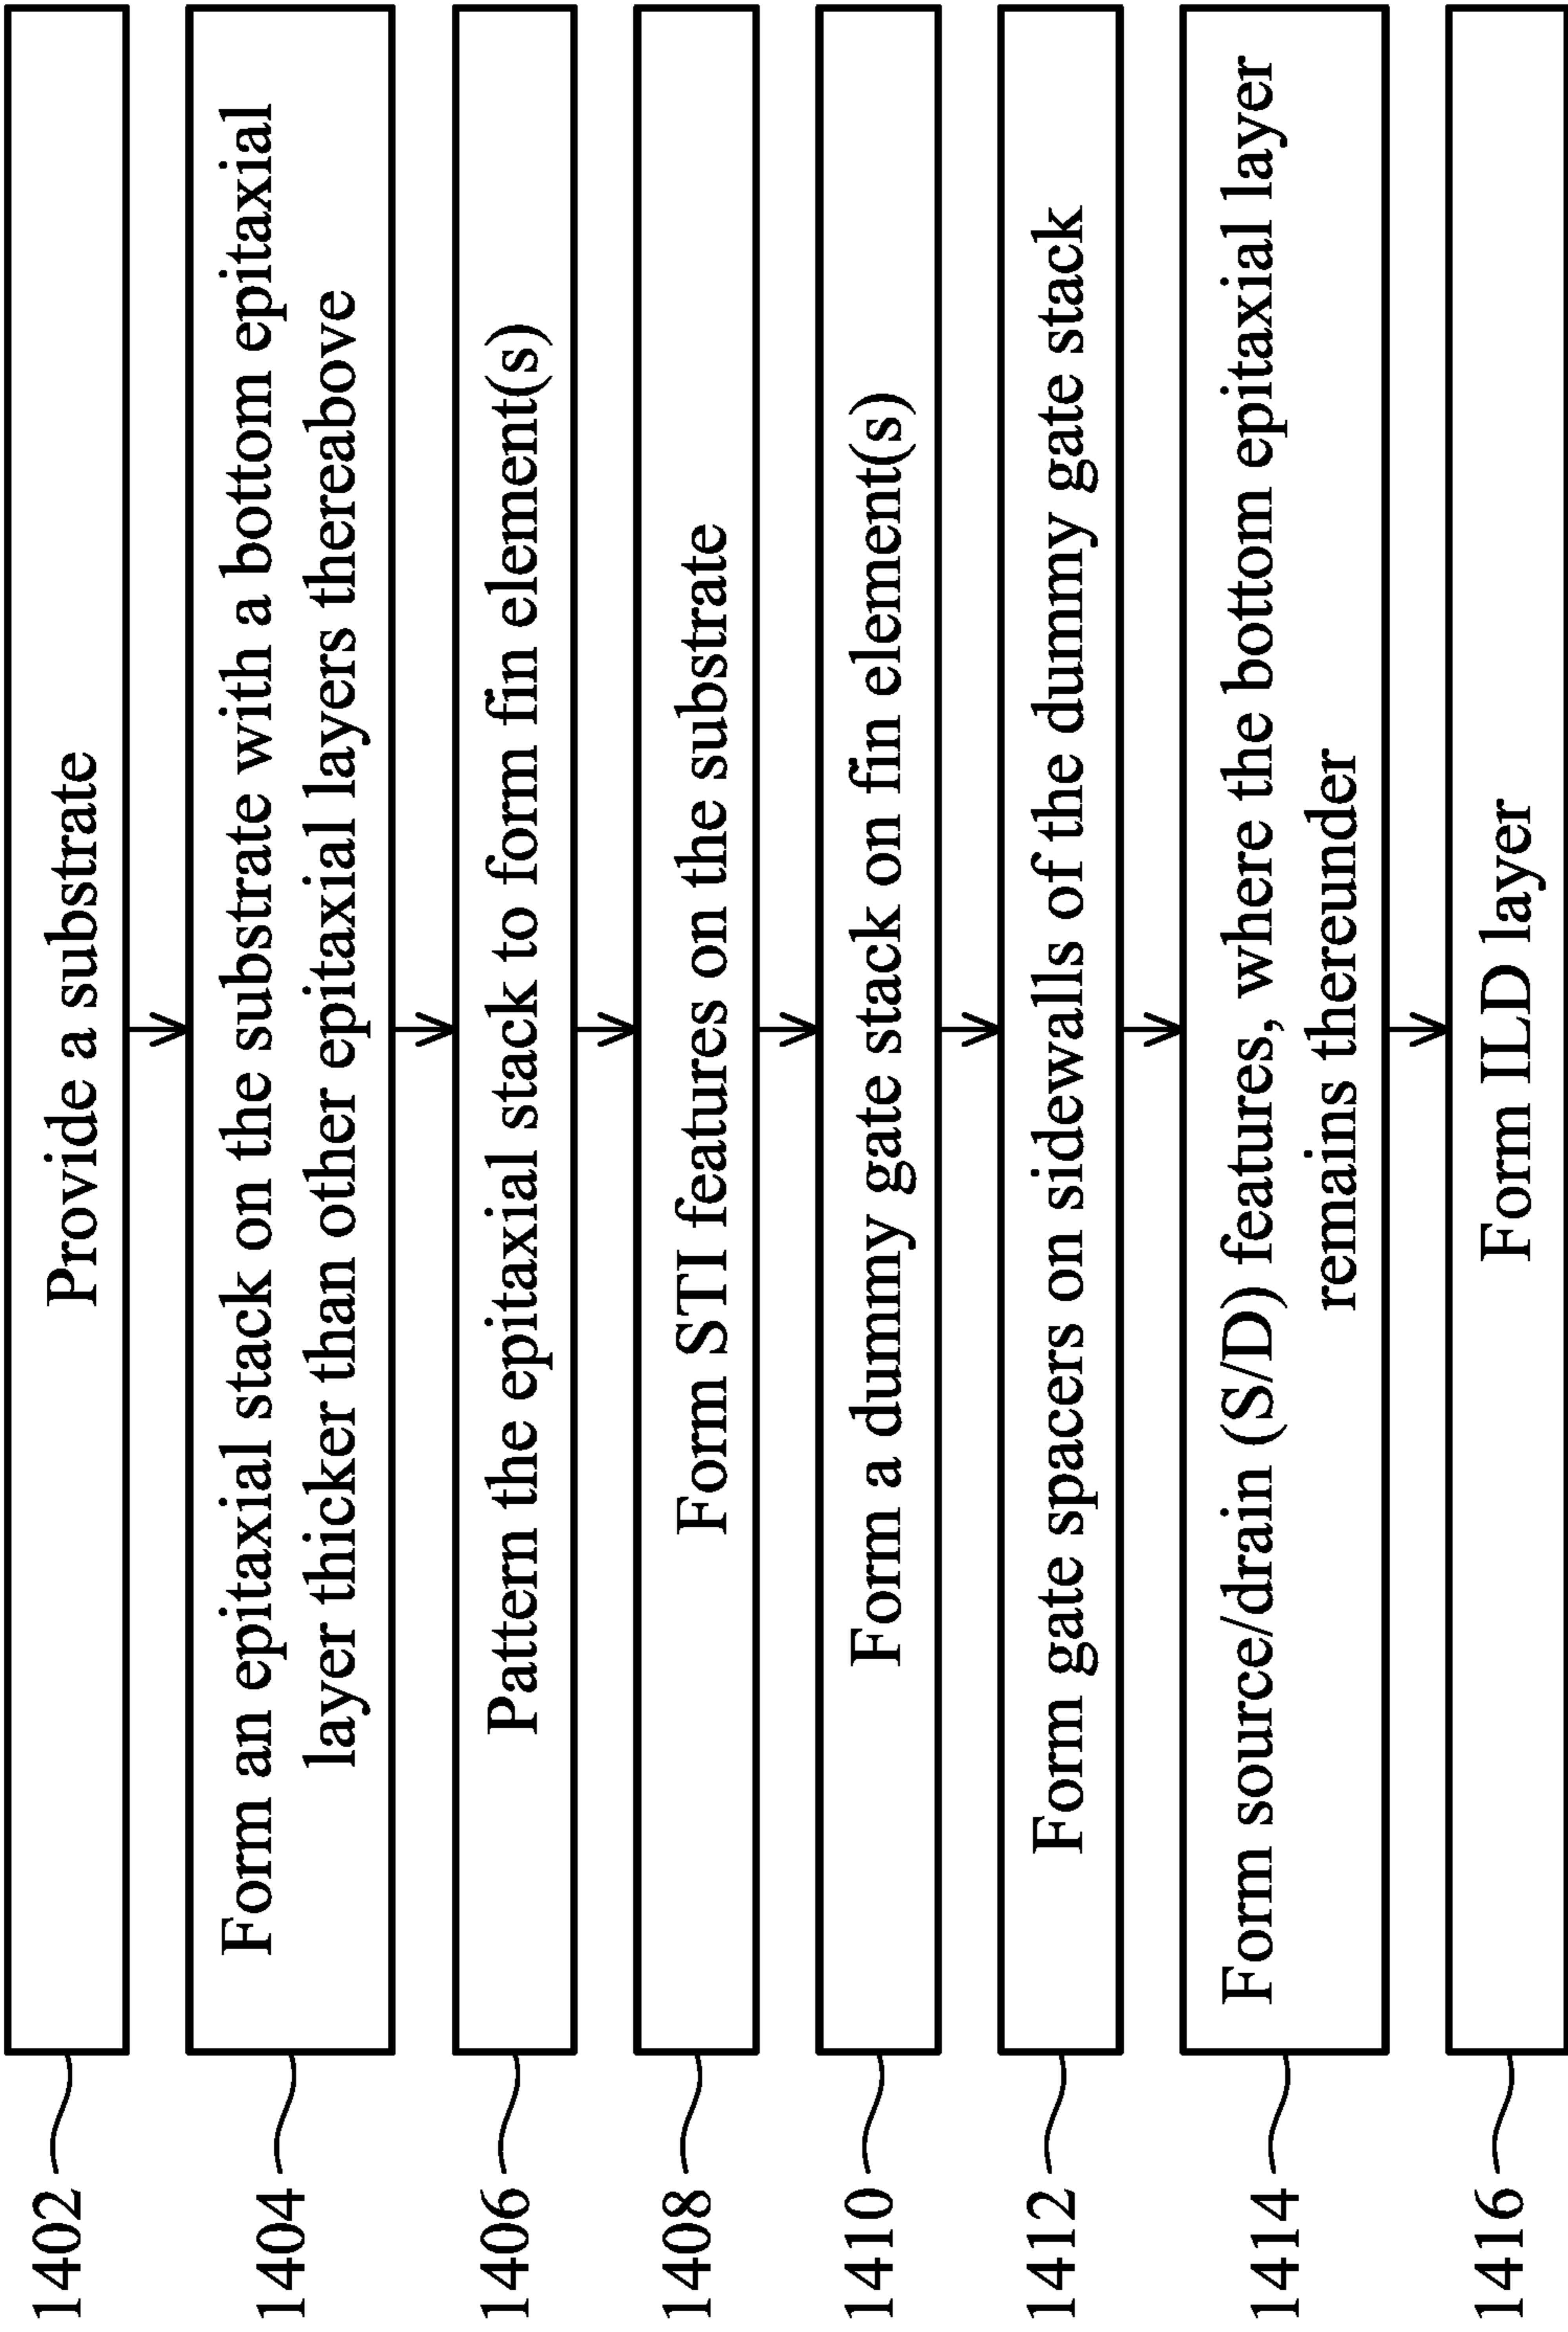 1402
Provide a substrate
1404
Form an epitaxial stack on the substrate with a bottom epitaxial
layer thicker than other epitaxial layers thereabove
1406
Pattern the epitaxial stack to form fin element(s)
1408
Form STI features on the substrate
1410
Form a dummy gate stack on fin element(s)
1412
Form gate spacers on sidewalls of the dummy gate stack
1414
Form source/drain (S/D) features, where the bottom epitaxial layer
remains thereunder
1416
Form ILD layer